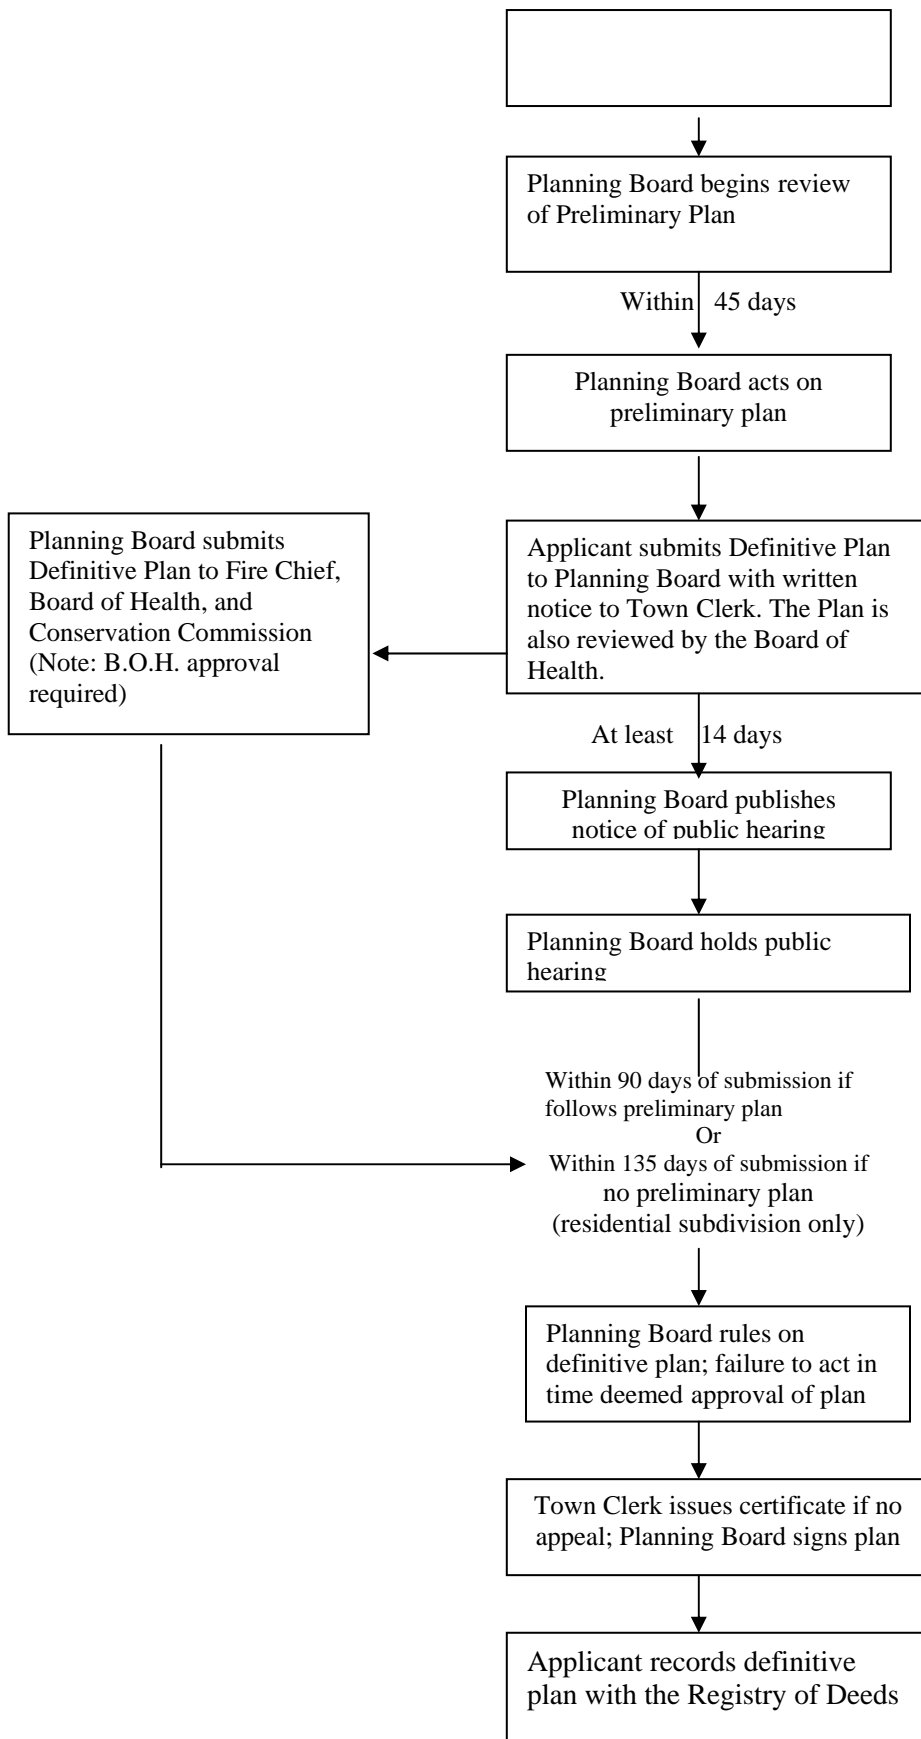 Planning Board begins review
of Preliminary Plan
Within 45 days
Planning Board acts on
preliminary plan
Planning Board submits
Definitive Plan to Fire Chief,
Board of Health, and
Conservation Commission
(Note: B.O.H. approval
required)
Applicant submits Definitive Plan
to Planning Board with written
notice to Town Clerk. The Plan is
also reviewed by the Board of
Health.
At least 14 days
Planning Board publishes
notice of public hearing
Planning Board holds public
hearing
Within 90 days of submission if
follows preliminary plan
Or
Within 135 days of submission if
no preliminary plan
(residential subdivision only)
Planning Board rules on
definitive plan; failure to act in
time deemed approval of plan
Town Clerk issues certificate if no
appeal; Planning Board signs plan
Applicant records definitive
plan with the Registry of Deeds